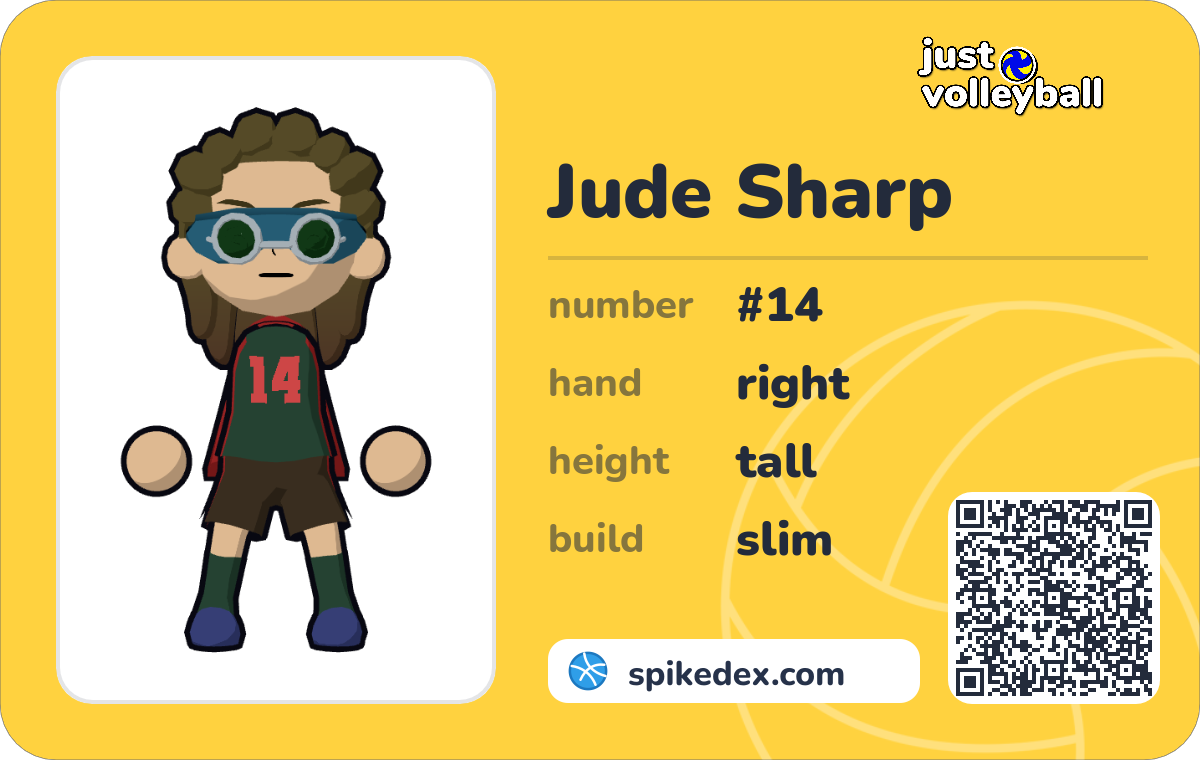 just
volleyball
Jude Sharp
number #14
hand right
height tall
build slim
14
spikedex.com